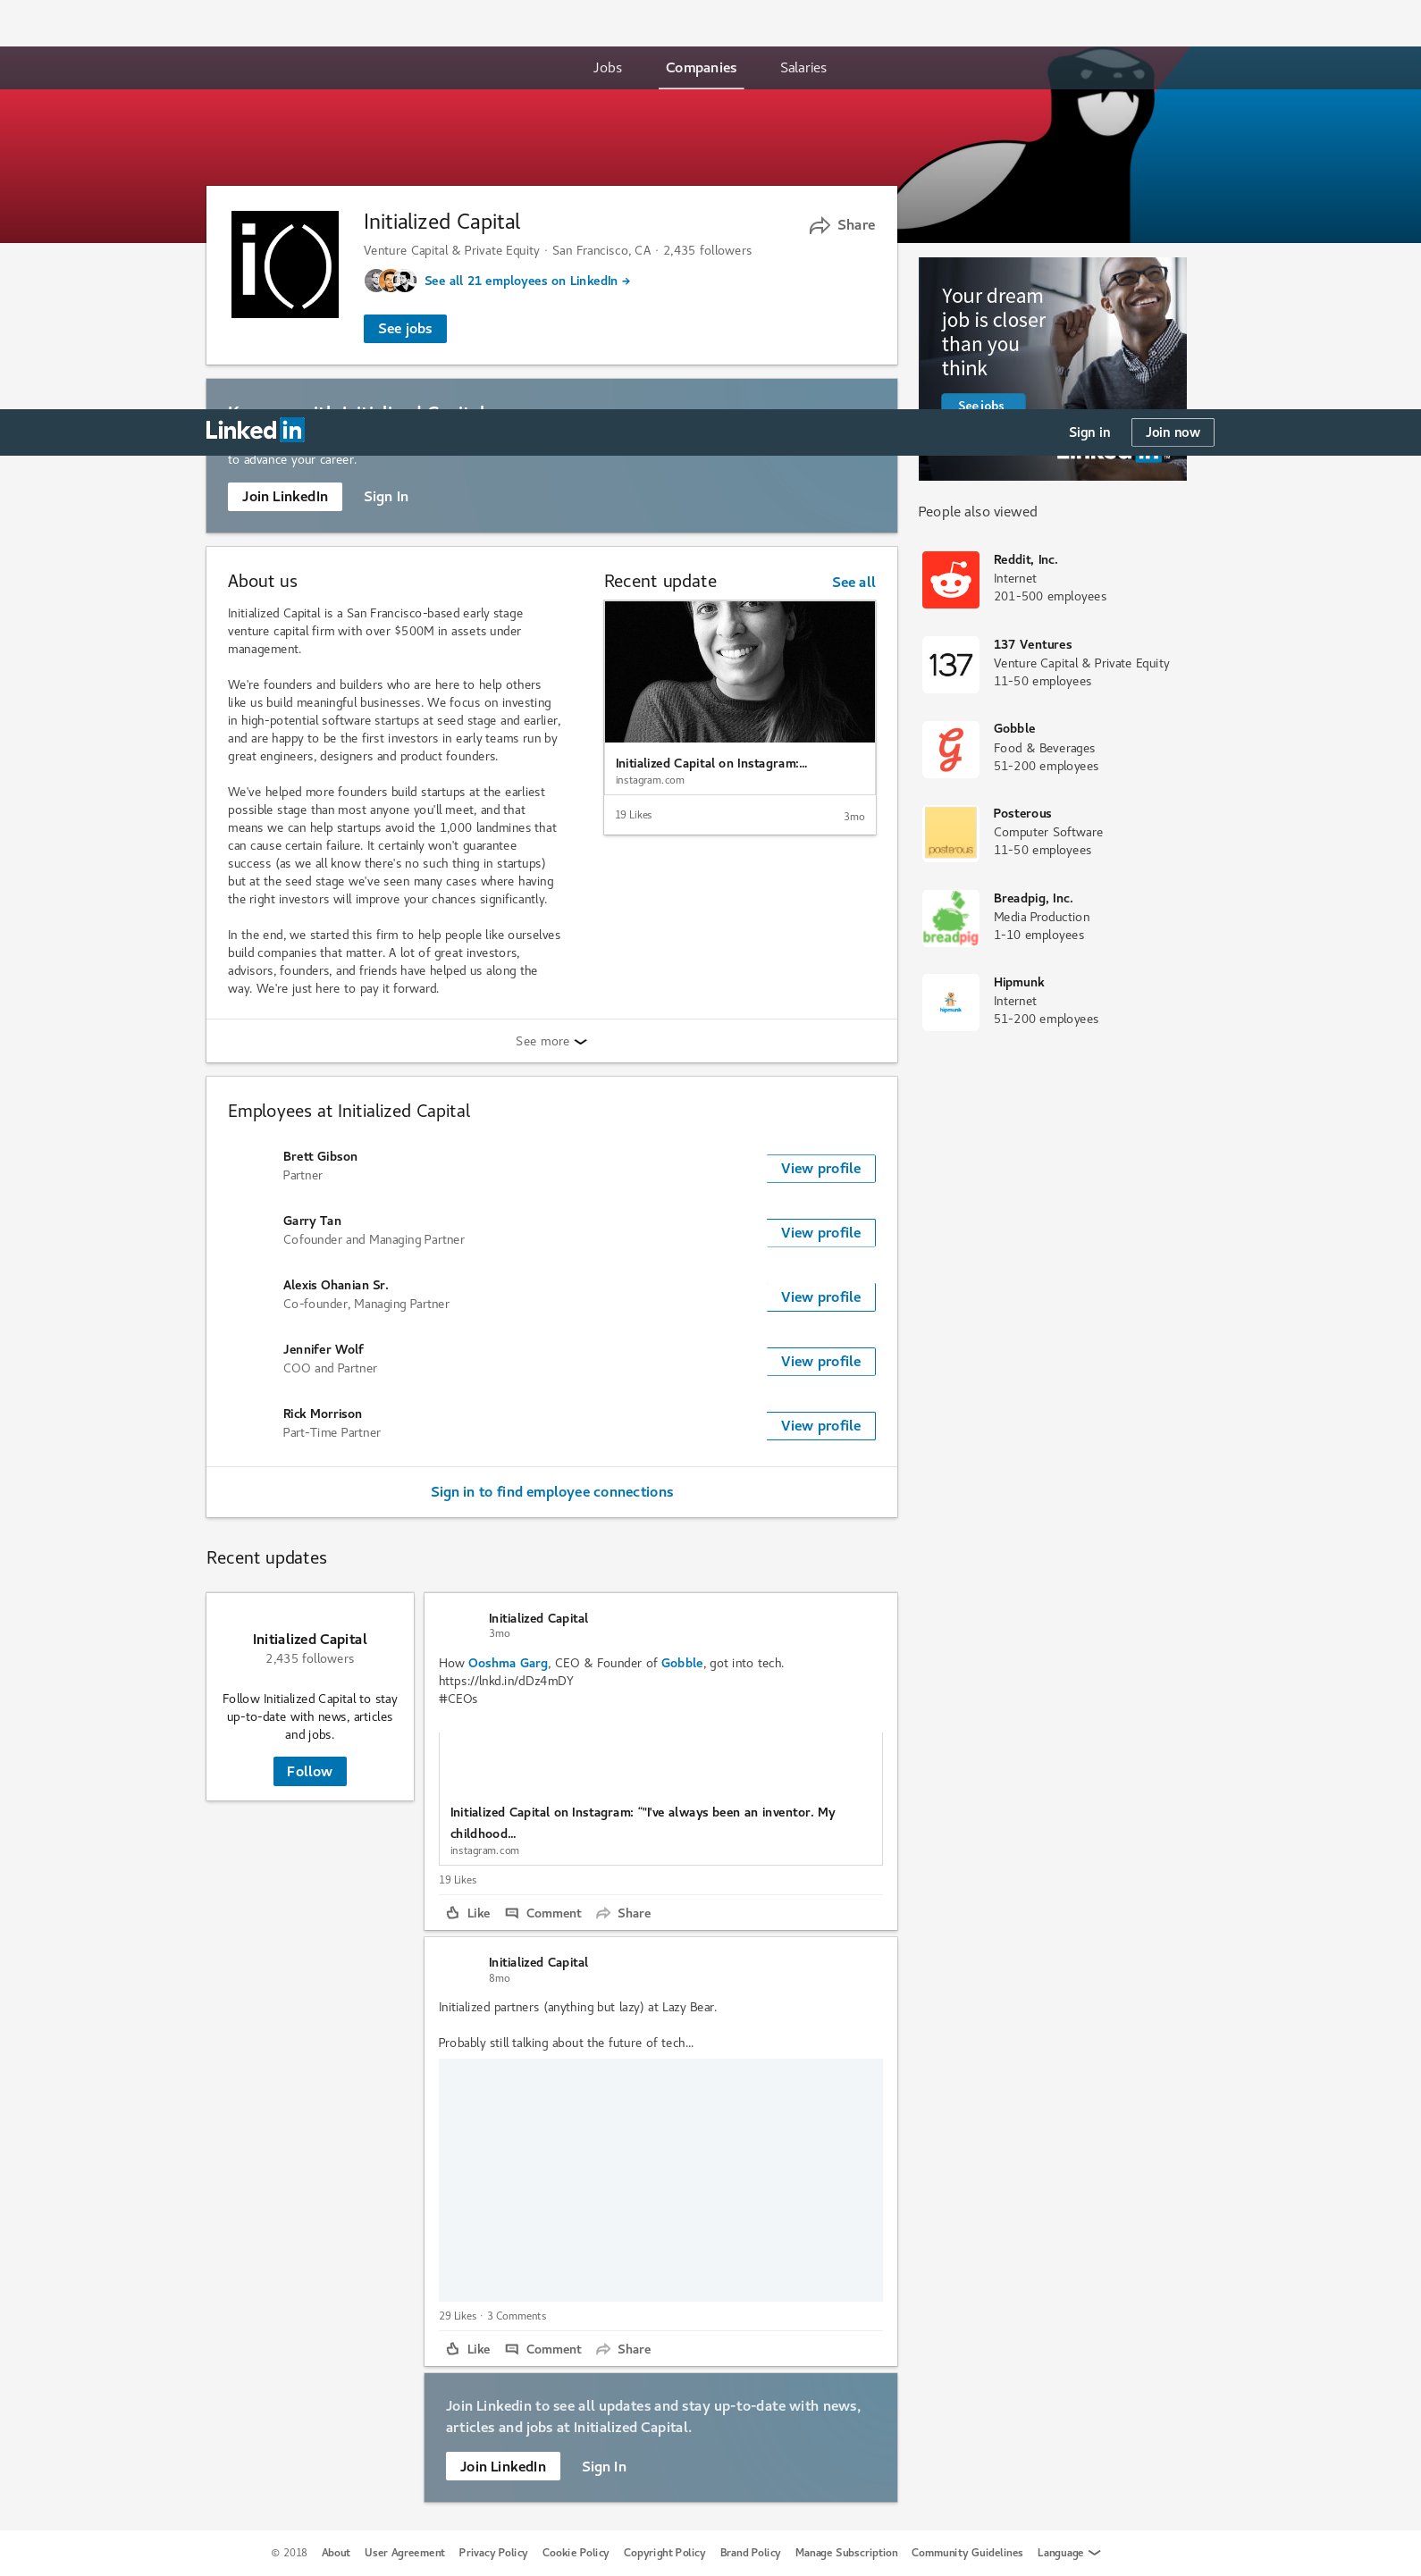 Jobs
Companies
Salaries
i()
Initialized Capital
Share
Venture Capital & Private Equity · San Francisco, CA · 2,435 followers
See all 21 employees on LinkedIn →
See jobs
Your dream
job is closer
than you
think
See jobs
Linked in
Sign in
Join now
to advance your career.
Join LinkedIn
Sign In
About us
Initialized Capital is a San Francisco-based early stage
venture capital firm with over $500M in assets under
management.
We're founders and builders who are here to help others
like us build meaningful businesses. We focus on investing
in high-potential software startups at seed stage and earlier,
and are happy to be the first investors in early teams run by
great engineers, designers and product founders.
We've helped more founders build startups at the earliest
possible stage than most anyone you'll meet, and that
means we can help startups avoid the 1,000 landmines that
can cause certain failure. It certainly won't guarantee
success (as we all know there's no such thing in startups)
but at the seed stage we've seen many cases where having
the right investors will improve your chances significantly.
In the end, we started this firm to help people like ourselves
build companies that matter. A lot of great investors,
advisors, founders, and friends have helped us along the
way. We're just here to pay it forward.
See more
Recent update
See all
Initialized Capital on Instagram:...
instagram.com
19 Likes
3mo
People also viewed
Reddit, Inc.
Internet
201-500 employees
137
137 Ventures
Venture Capital & Private Equity
11-50 employees
G
Gobble
Food & Beverages
51-200 employees
posterous
Posterous
Computer Software
11-50 employees
breadpig
Breadpig, Inc.
Media Production
1-10 employees
hipmunk
Hipmunk
Internet
51-200 employees
Employees at Initialized Capital
Brett Gibson
Partner
View profile
Garry Tan
Cofounder and Managing Partner
View profile
Alexis Ohanian Sr.
Co-founder, Managing Partner
View profile
Jennifer Wolf
COO and Partner
View profile
Rick Morrison
Part-Time Partner
View profile
Sign in to find employee connections
Recent updates
Initialized Capital
2,435 followers
Follow Initialized Capital to stay
up-to-date with news, articles
and jobs.
Follow
Initialized Capital
3mo
How Ooshma Garg, CEO & Founder of Gobble, got into tech.
https://lnkd.in/dDz4mDY
#CEOs
Initialized Capital on Instagram: “"I've always been an inventor. My
childhood...
instagram.com
19 Likes
Like
Comment
Share
Initialized Capital
8mo
Initialized partners (anything but lazy) at Lazy Bear.
Probably still talking about the future of tech...
29 Likes · 3 Comments
Like
Comment
Share
Join Linkedin to see all updates and stay up-to-date with news,
articles and jobs at Initialized Capital.
Join LinkedIn
Sign In
© 2018
About
User Agreement
Privacy Policy
Cookie Policy
Copyright Policy
Brand Policy
Manage Subscription
Community Guidelines
Language